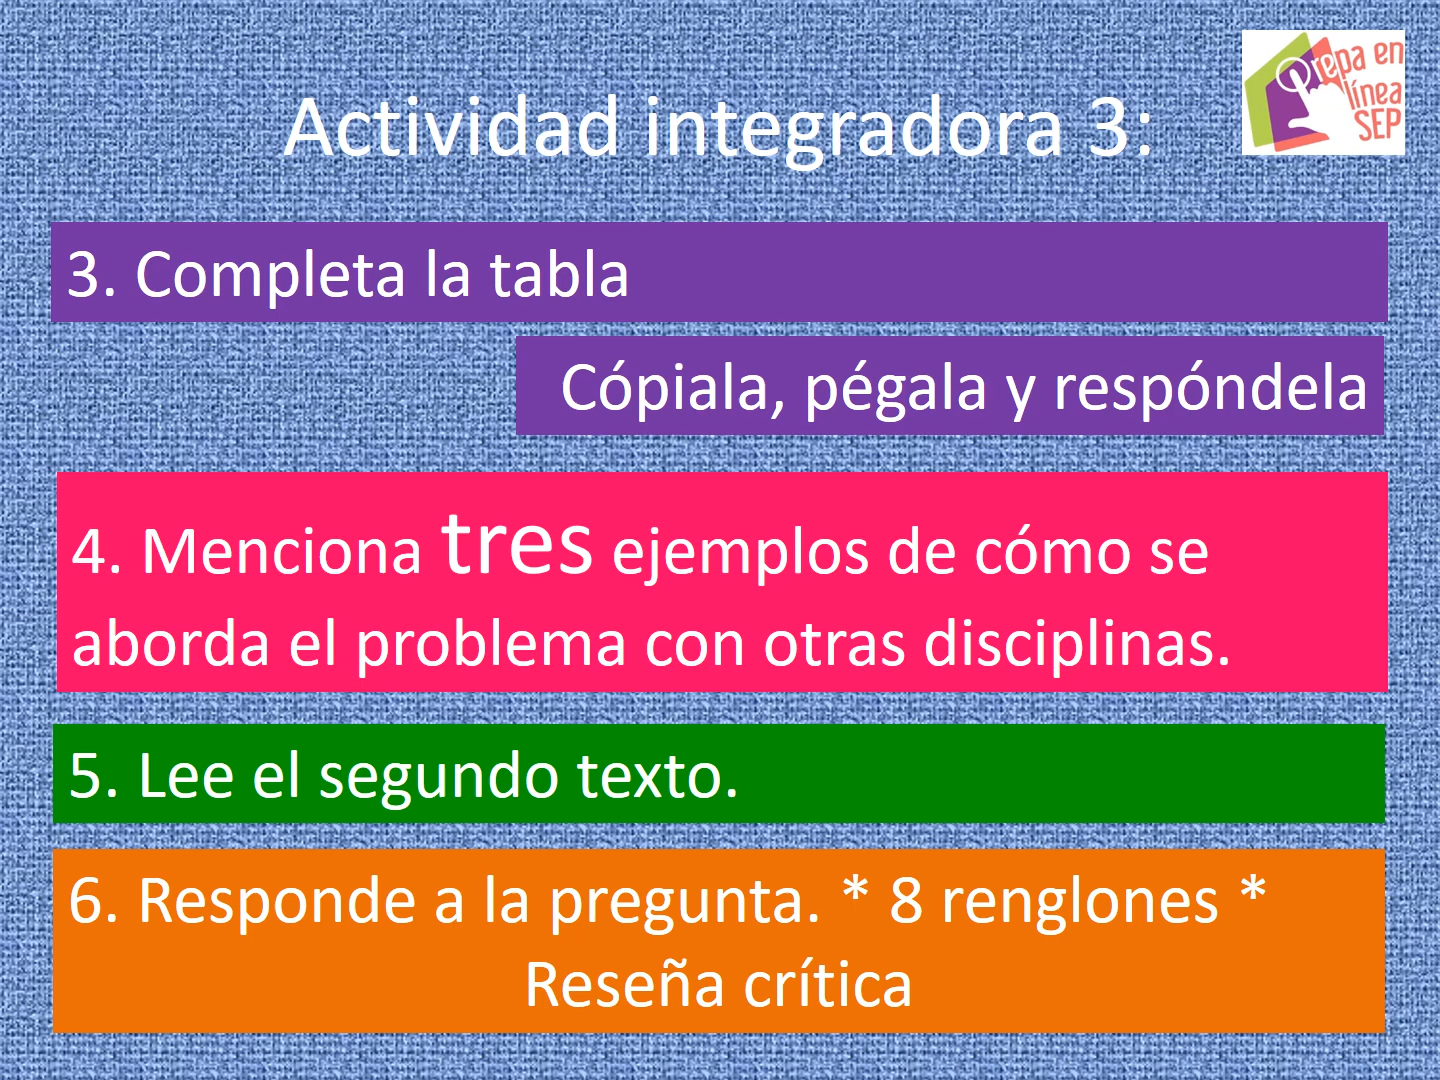 Actividad integradora 3:
Prepa en
línea
SEP
3. Completa la tabla
Cópiala, pégala y respóndela
4. Menciona tres ejemplos de cómo se
aborda el problema con otras disciplinas.
5. Lee el segundo texto.
6. Responde a la pregunta. * 8 renglones *
Reseña crítica